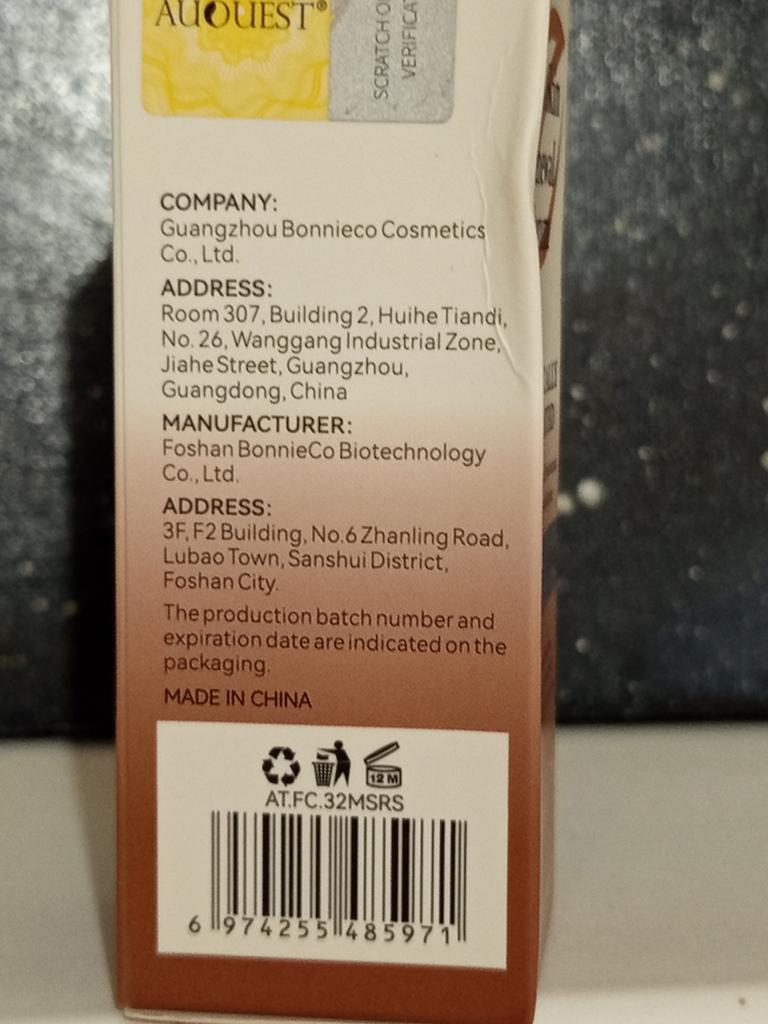 AUQUEST®
SCRATCH O
VERIFICA
COMPANY:
Guangzhou Bonnieco Cosmetics
Co., Ltd.
ADDRESS:
Room 307, Building 2, Huihe Tiandi,
No. 26, Wanggang Industrial Zone,
Jiahe Street, Guangzhou,
Guangdong, China
MANUFACTURER:
Foshan BonnieCo Biotechnology
Co., Ltd.
ADDRESS:
3F, F2 Building, No.6 Zhanling Road,
Lubao Town, Sanshui District,
Foshan City.
The production batch number and
expiration date are indicated on the
packaging.
MADE IN CHINA
12 M
AT.FC.32MSRS
6 974255 485971